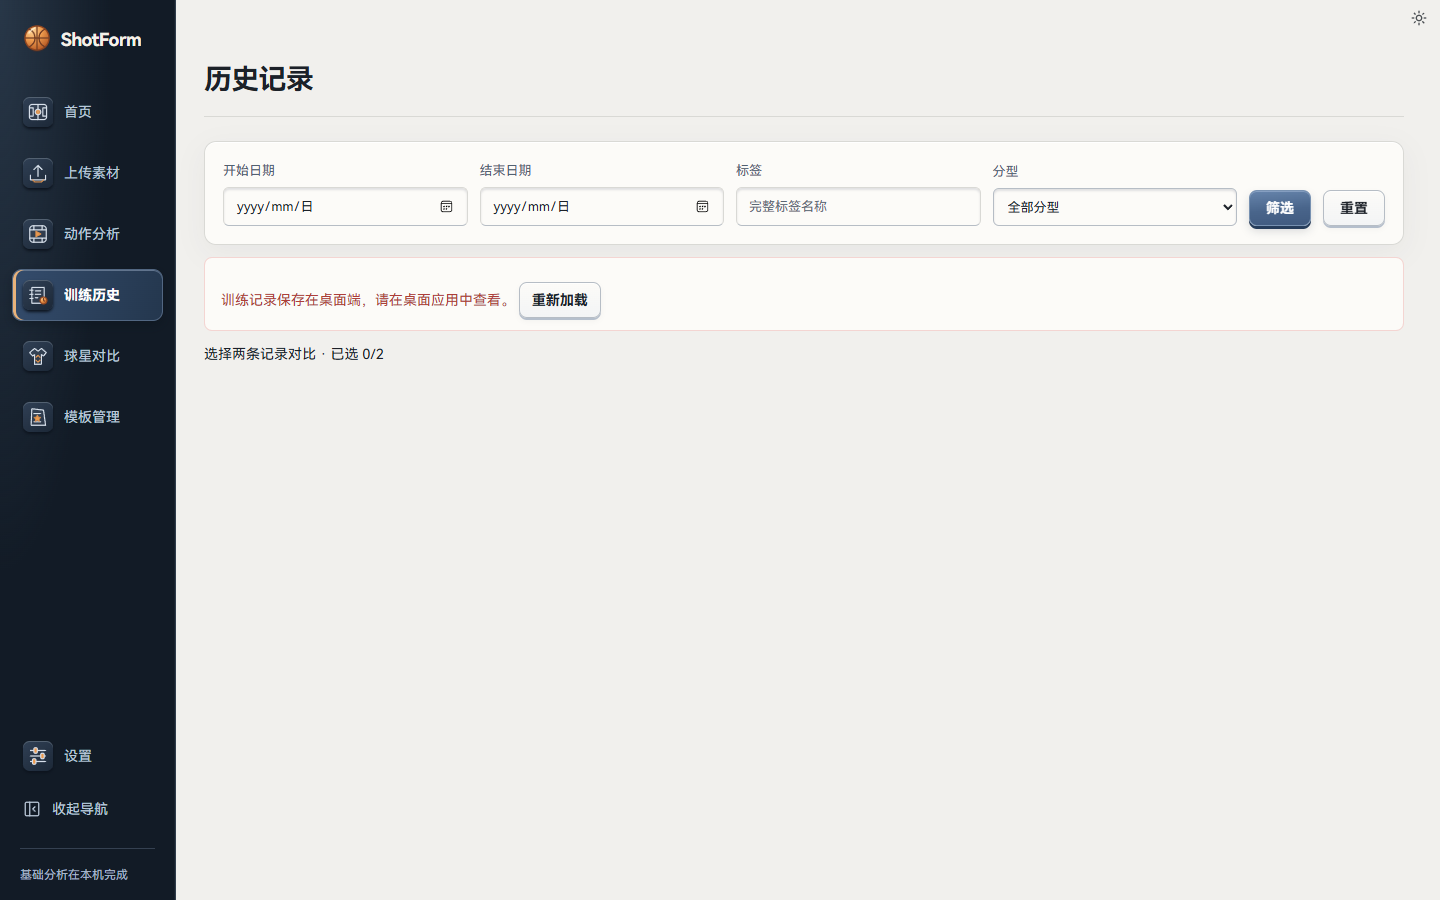 ShotForm
首页
上传素材
动作分析
训练历史
球星对比
模板管理
设置
收起导航
基础分析在本机完成
历史记录
开始日期 结束日期 标签 分型
yyyy/mm/日 yyyy/mm/日 完整标签名称 全部分型 筛选 重置
训练记录保存在桌面端，请在桌面应用中查看。 重新加载
选择两条记录对比 · 已选 0/2